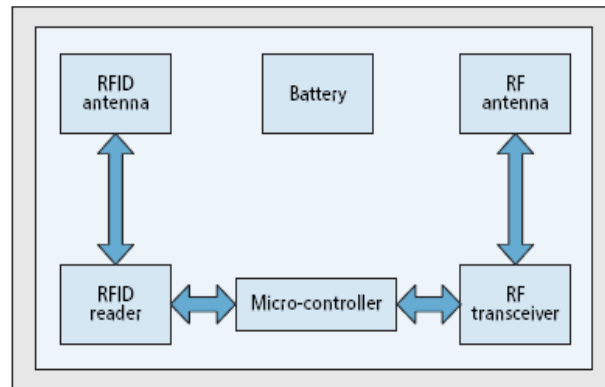 RFID
antenna
Battery
RF
antenna
RFID
reader
Micro-controller
RF
transceiver